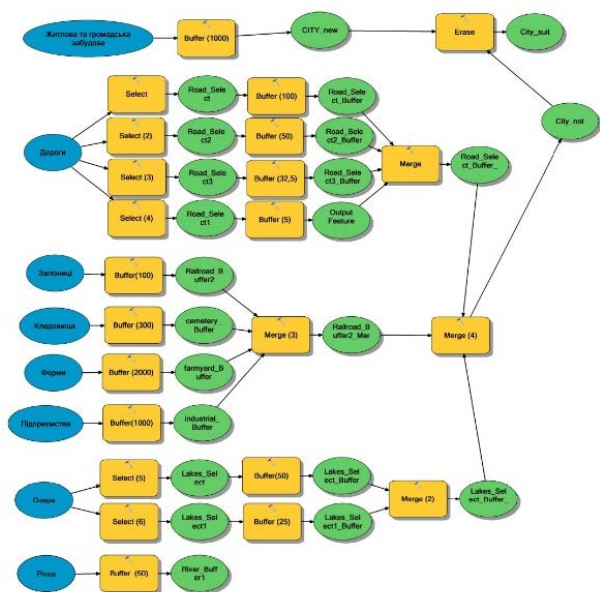 Житлова та громадська
забудова
Buffer (1000)
CITY_new
Erase
City_suit
City_not
Дороги
Select
Road_Sele
ct
Buffer (100)
Road_Sele
ct_Buffer
Select (2)
Road_Sele
ct2
Buffer (50)
Road_Sele
ct2_Buffer
Select (3)
Road_Sele
ct3
Buffer (32,5)
Road_Sele
ct3_Buffer
Select (4)
Road_Sele
ct1
Buffer (5)
Output
Feature
Merge
Road_Sele
ct_Buffer_
Залізниці
Buffer(100)
Railroad_B
uffer2
Кладовища
Buffer (300)
cemetery_
Buffer
Ферми
Buffer (2000)
farmyard_B
uffer
Підприємства
Buffer(1000)
industrial_
Buffer
Merge (3)
Railroad_B
uffer2_Mer
Merge (4)
Озера
Select (5)
Lakes_Sel
ect
Buffer(50)
Lakes_Sel
ect_Buffer
Select (6)
Lakes_Sel
ect1
Buffer (25)
Lakes_Sel
ect1_Buffer
Merge (2)
Lakes_Sel
ect_Buffer_
Річки
Buffer (50)
River_Buff
er1